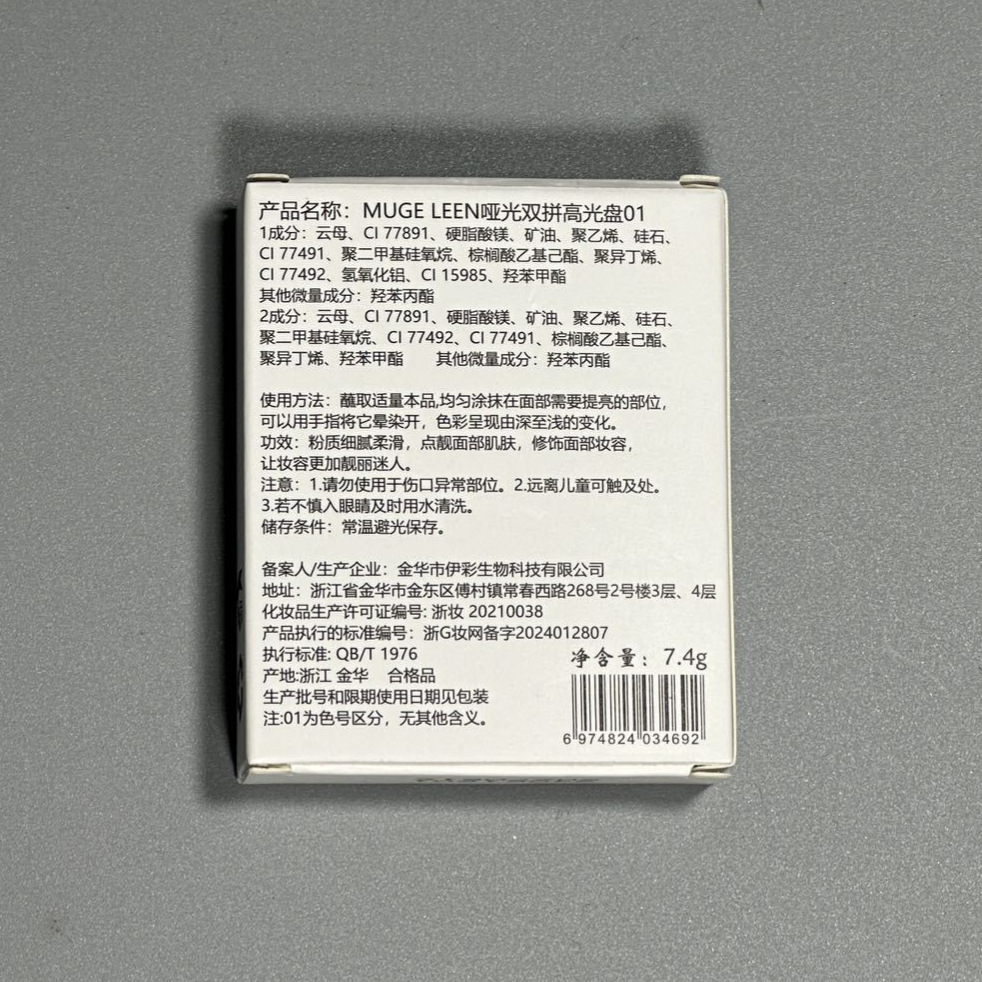 产品名称：MUGE LEEN哑光双拼高光盘01
1成分：云母、CI 77891、硬脂酸镁、矿油、聚乙烯、硅石、
CI 77491、聚二甲基硅氧烷、棕榈酸乙基己酯、聚异丁烯、
CI 77492、氢氧化铝、CI 15985、羟苯甲酯
其他微量成分：羟苯丙酯
2成分：云母、CI 77891、硬脂酸镁、矿油、聚乙烯、硅石、
聚二甲基硅氧烷、CI 77492、CI 77491、棕榈酸乙基己酯、
聚异丁烯、羟苯甲酯 其他微量成分：羟苯丙酯
使用方法：蘸取适量本品,均匀涂抹在面部需要提亮的部位，
可以用手指将它晕染开，色彩呈现由深至浅的变化。
功效：粉质细腻柔滑，点靓面部肌肤，修饰面部妆容，
让妆容更加靓丽迷人。
注意：1.请勿使用于伤口异常部位。2.远离儿童可触及处。
3.若不慎入眼睛及时用水清洗。
储存条件：常温避光保存。
备案人/生产企业：金华市伊彩生物科技有限公司
地址：浙江省金华市金东区傅村镇常春西路268号2号楼3层、4层
化妆品生产许可证编号: 浙妆 20210038
产品执行的标准编号：浙G妆网备字2024012807
执行标准: QB/T 1976
产地:浙江 金华 合格品
生产批号和限期使用日期见包装
注:01为色号区分，无其他含义。
净含量：7.4g
6 974824 034692